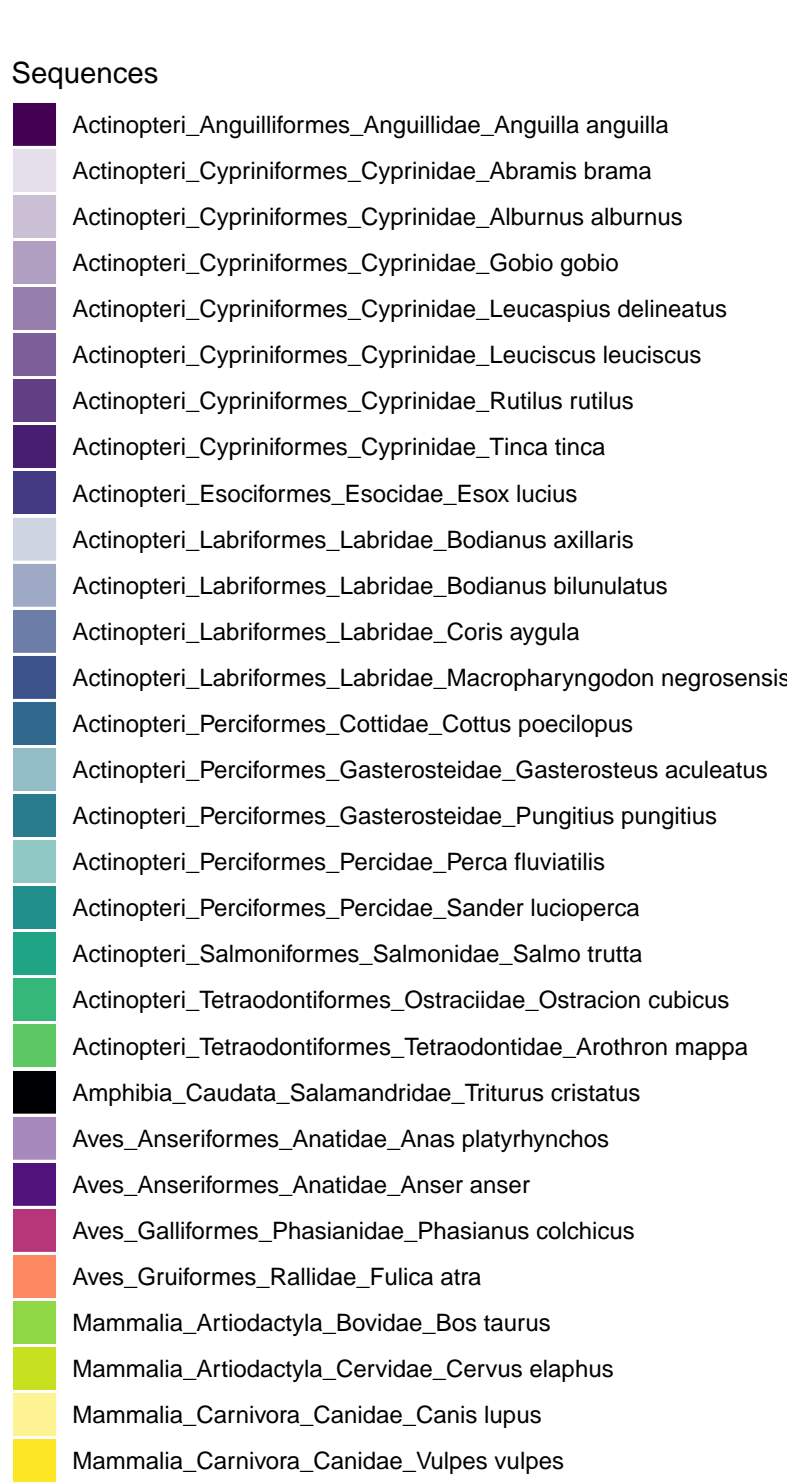 Sequences
Actinopteri_Anguilliformes_Anguillidae_Anguilla anguilla
Actinopteri_Cypriniformes_Cyprinidae_Abramis brama
Actinopteri_Cypriniformes_Cyprinidae_Alburnus alburnus
Actinopteri_Cypriniformes_Cyprinidae_Gobio gobio
Actinopteri_Cypriniformes_Cyprinidae_Leucaspius delineatus
Actinopteri_Cypriniformes_Cyprinidae_Leuciscus leuciscus
Actinopteri_Cypriniformes_Cyprinidae_Rutilus rutilus
Actinopteri_Cypriniformes_Cyprinidae_Tinca tinca
Actinopteri_Esociformes_Esocidae_Esox lucius
Actinopteri_Labriformes_Labridae_Bodianus axillaris
Actinopteri_Labriformes_Labridae_Bodianus bilunulatus
Actinopteri_Labriformes_Labridae_Coris aygula
Actinopteri_Labriformes_Labridae_Macropharyngodon negrosensis
Actinopteri_Perciformes_Cottidae_Cottus poecilopus
Actinopteri_Perciformes_Gasterosteidae_Gasterosteus aculeatus
Actinopteri_Perciformes_Gasterosteidae_Pungitius pungitius
Actinopteri_Perciformes_Percidae_Perca fluviatilis
Actinopteri_Perciformes_Percidae_Sander lucioperca
Actinopteri_Salmoniformes_Salmonidae_Salmo trutta
Actinopteri_Tetraodontiformes_Ostraciidae_Ostracion cubicus
Actinopteri_Tetraodontiformes_Tetraodontidae_Arothron mappa
Amphibia_Caudata_Salamandridae_Triturus cristatus
Aves_Anseriformes_Anatidae_Anas platyrhynchos
Aves_Anseriformes_Anatidae_Anser anser
Aves_Galliformes_Phasianidae_Phasianus colchicus
Aves_Gruiformes_Rallidae_Fulica atra
Mammalia_Artiodactyla_Bovidae_Bos taurus
Mammalia_Artiodactyla_Cervidae_Cervus elaphus
Mammalia_Carnivora_Canidae_Canis lupus
Mammalia_Carnivora_Canidae_Vulpes vulpes